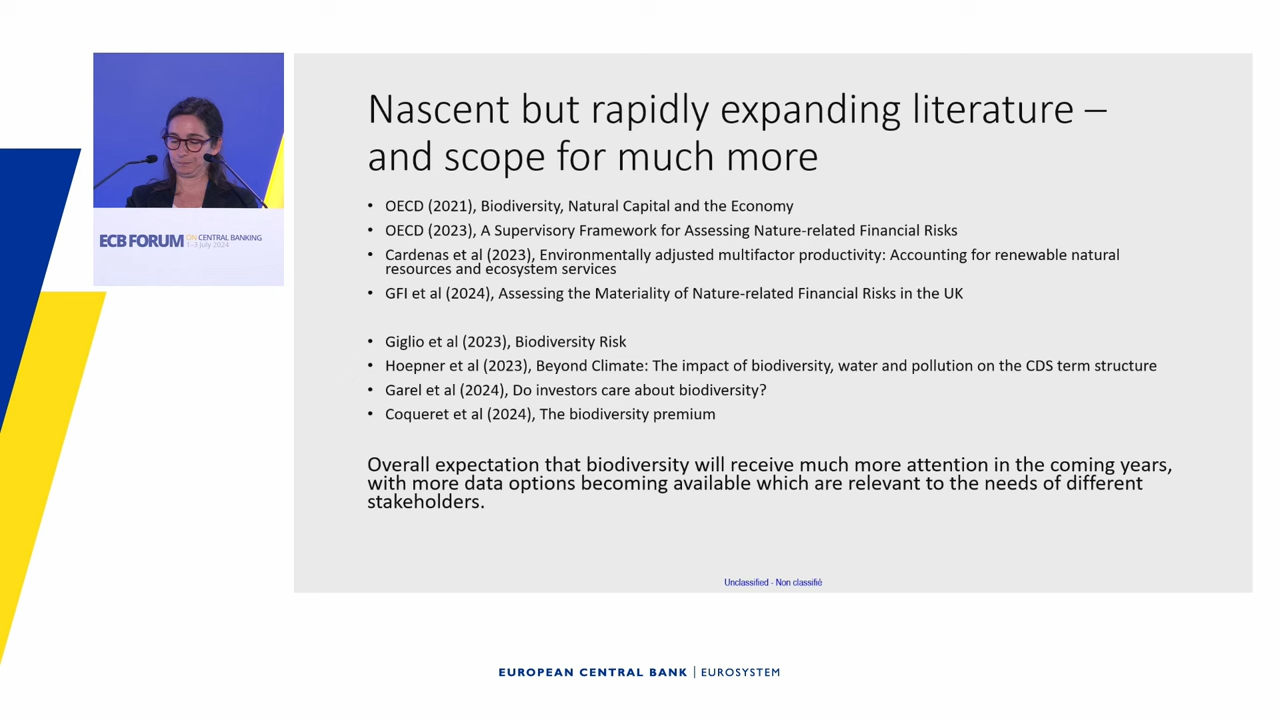 Nascent but rapidly expanding literature –
and scope for much more
• OECD (2021), Biodiversity, Natural Capital and the Economy
• OECD (2023), A Supervisory Framework for Assessing Nature-related Financial Risks
• Cardenas et al (2023), Environmentally adjusted multifactor productivity: Accounting for renewable natural
resources and ecosystem services
• GFI et al (2024), Assessing the Materiality of Nature-related Financial Risks in the UK
• Giglio et al (2023), Biodiversity Risk
• Hoepner et al (2023), Beyond Climate: The impact of biodiversity, water and pollution on the CDS term structure
• Garel et al (2024), Do investors care about biodiversity?
• Coqueret et al (2024), The biodiversity premium
Overall expectation that biodiversity will receive much more attention in the coming years,
with more data options becoming available which are relevant to the needs of different
stakeholders.
Unclassified - Non classifié
ECB FORUM ON CENTRAL BANKING
1-3 July 2024
EUROPEAN CENTRAL BANK | EUROSYSTEM